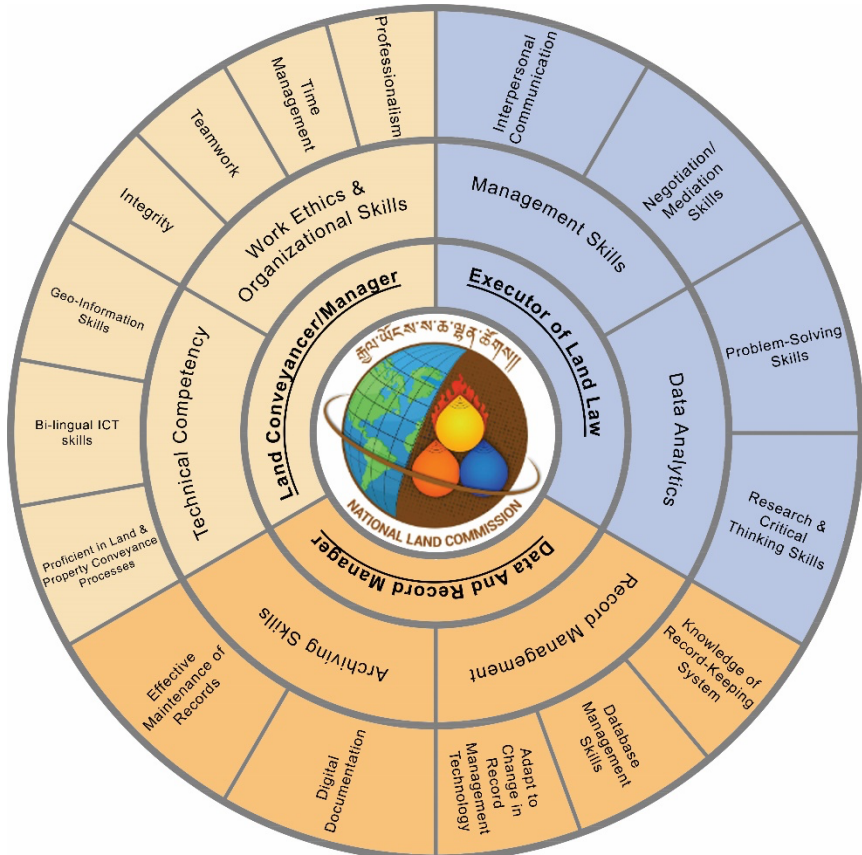 Professionalism
Time
Management
Teamwork
Integrity
Geo-Information
Skills
Bi-lingual ICT
skills
Proficient in Land &
Property Conveyance
Processes
Work Ethics &
Organizational Skills
Technical Competency
Land Conveyancer/Manager
Interpersonal
Communication
Negotiation/
Mediation
Skills
Problem-Solving
Skills
Research &
Critical
Thinking Skills
Management Skills
Data Analytics
Executor of Land Law
རྒྱལ་ཡོངས་ས་ཆ་ལྷན་ཚོགས།།
NATIONAL LAND COMMISSION
Data And Record Manager
Archiving Skills
Record Management
Effective
Maintenance of
Records
Digital
Documentation
Adapt to
Change in
Record
Management
Technology
Database
Management
Skills
Knowledge of
Record-Keeping
System